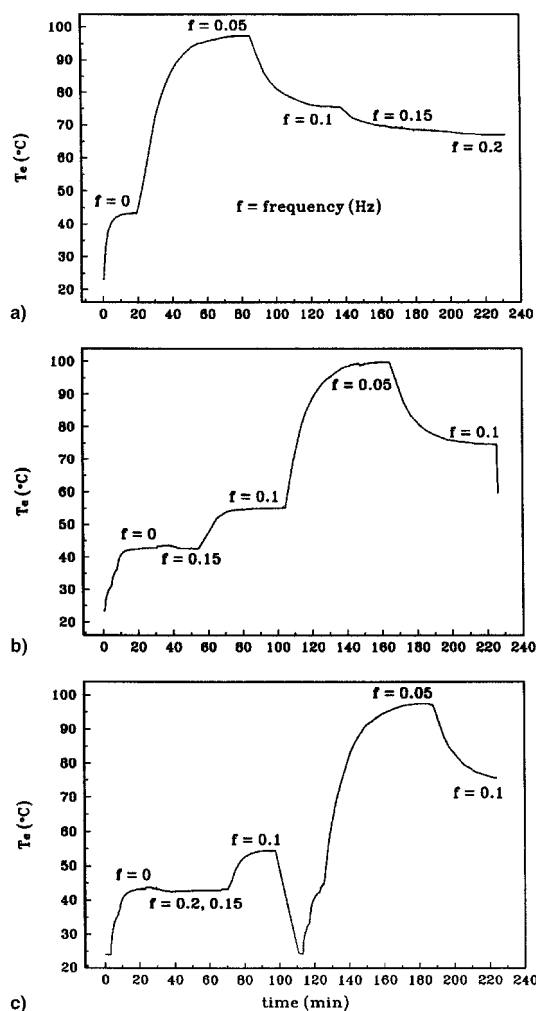 100
90
80
70
60
50
40
30
20
Te (°C)
f = 0.05
f = 0.1
f = 0.15
f = 0.2
f = 0
f = frequency (Hz)
0 20 40 60 80 100 120 140 160 180 200 220 240
a)
100
90
80
70
60
50
40
30
20
Te (°C)
f = 0.05
f = 0.1
f = 0.1
f = 0
f = 0.15
0 20 40 60 80 100 120 140 160 180 200 220 240
b)
100
90
80
70
60
50
40
30
20
Te (°C)
f = 0.05
f = 0.1
f = 0.1
f = 0
f = 0.2, 0.15
0 20 40 60 80 100 120 140 160 180 200 220 240
time (min)
c)